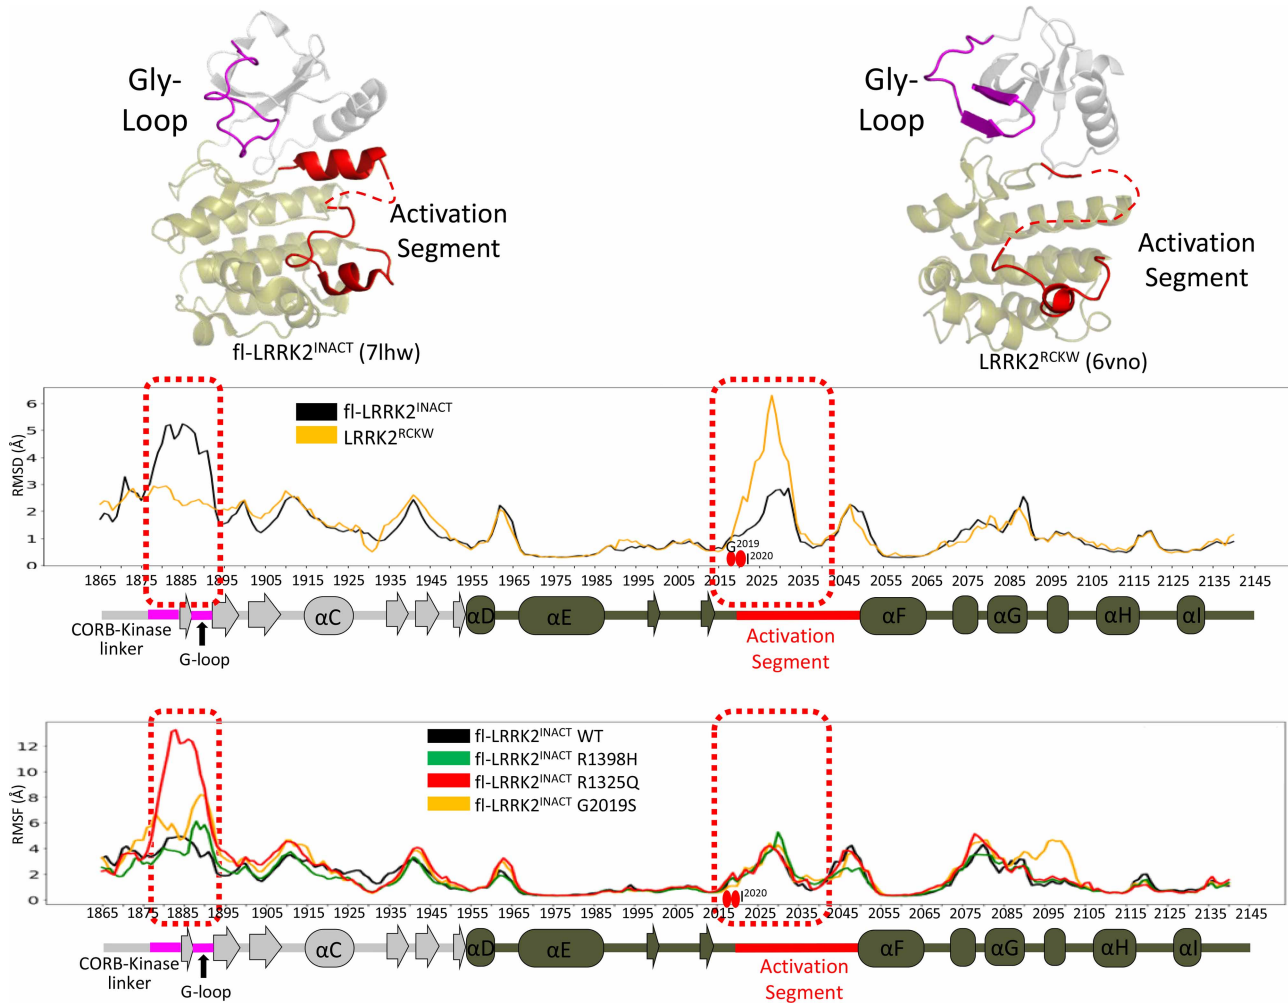 Gly-
Loop
Activation
Segment
fl-LRRK2INACT (7lhw)
Gly-
Loop
Activation
Segment
LRRK2RCKW (6vno)
RMSD (Å)
6
5
4
3
2
1
0
fl-LRRK2INACT
LRRK2RCKW
G2019
I2020
1865 1875 1885 1895 1905 1915 1925 1935 1945 1955 1965 1975 1985 1995 2005 2015 2025 2035 2045 2055 2065 2075 2085 2095 2105 2115 2125 2135 2145
αC αD αE αF αG αH αI
CORB-Kinase
linker
G-loop
Activation
Segment
RMSF (Å)
12
10
8
6
4
2
0
fl-LRRK2INACT WT
fl-LRRK2INACT R1398H
fl-LRRK2INACT R1325Q
fl-LRRK2INACT G2019S
I2020
1865 1875 1885 1895 1905 1915 1925 1935 1945 1955 1965 1975 1985 1995 2005 2015 2025 2035 2045 2055 2065 2075 2085 2095 2105 2115 2125 2135 2145
αC αD αE αF αG αH αI
CORB-Kinase
linker
G-loop
Activation
Segment